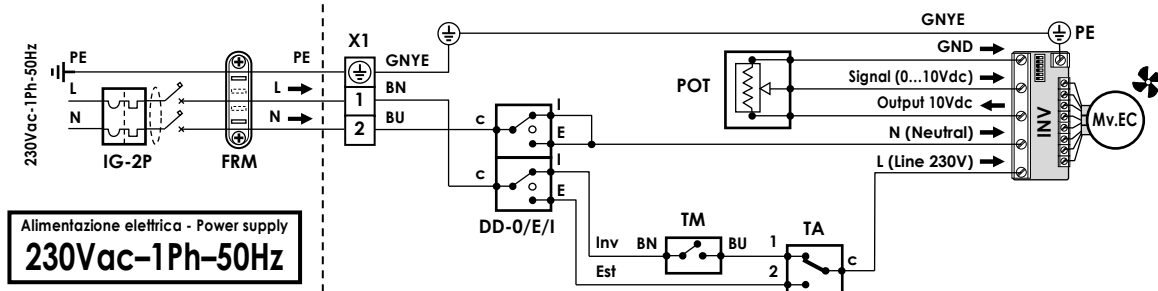 230Vac-1Ph-50Hz
PE
L
N
IG-2P
FRM
PE
L
N
X1
1
2
GNYE
BN
BU
c
I
E
c
I
E
DD-0/E/I
Inv
Est
BN
TM
BU
1
2
TA
c
POT
GNYE
PE
GND
Signal (0...10Vdc)
Output 10Vdc
N (Neutral)
L (Line 230V)
INV
Mv.EC
Alimentazione elettrica - Power supply
230Vac–1Ph–50Hz